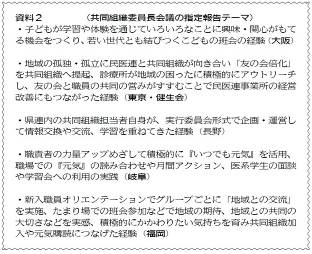 資料２　　　　（共同組織委員長会議の指定報告テーマ）
・子どもが学習や体験を通じていろいろなことに興味・関心がもて
る機会をつくり、若い世代とも結びつくこどもの班会の経験（大阪）
・地域の孤独・孤立に民医連と共同組織が向き合い「友の会倍化」
を共同組織へ提起、診療所が地域の困ったに積極的にアウトリーチ
し、友の会と職員の共同の営みがすすむことで民医連事業所の経営
改善にもつながった経験（東京・健生会）
・県連内の共同組織担当者自身が、実行委員会形式で企画・運営し
て情報交換や交流、学習を重ねてきた経験（長野）
・職責者の力量アップめざして積極的に『いつでも元気』を活用、
職場での『元気』の読み合わせや月間アクション、医系学生の面談
や学習会への利用の実践（岐阜）
・新入職員オリエンテーションでグループごとに「地域との交流」
を実施、たまり場での班会参加などで地域の期待、地域との共同の
大切さなどを実感、積極的にかかわりたい気持ちを育み共同組織加
入や元気購読につなげた経験（福岡）